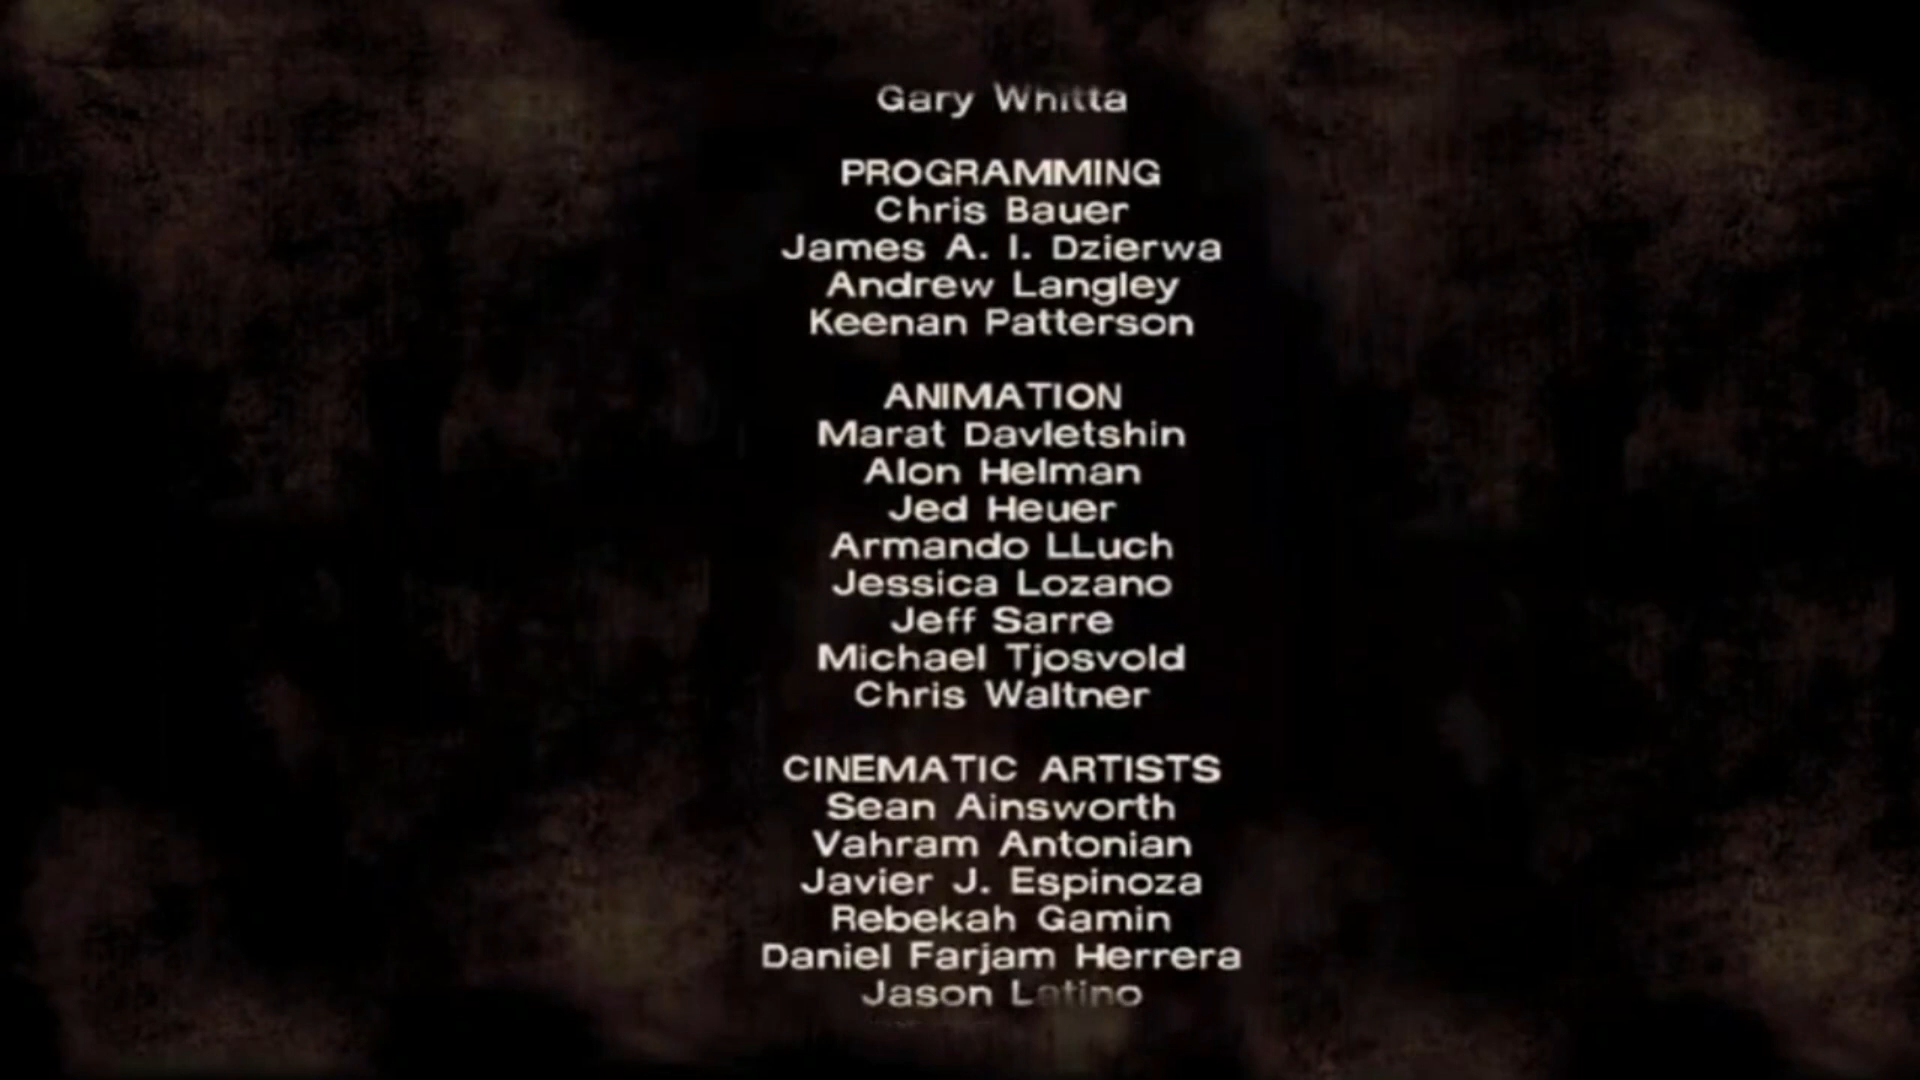 Gary Whitta
PROGRAMMING
Chris Bauer
James A. I. Dzierwa
Andrew Langley
Keenan Patterson
ANIMATION
Marat Davletshin
Alon Helman
Jed Heuer
Armando LLuch
Jessica Lozano
Jeff Sarre
Michael Tjosvold
Chris Waltner
CINEMATIC ARTISTS
Sean Ainsworth
Vahram Antonian
Javier J. Espinoza
Rebekah Gamin
Daniel Farjam Herrera
Jason Latino